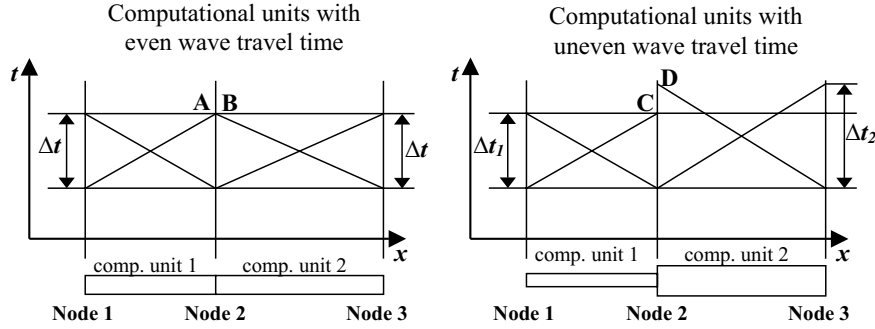 Computational units with
even wave travel time
t
A B
Δt
Δt
x
comp. unit 1 comp. unit 2
Node 1 Node 2 Node 3
Computational units with
uneven wave travel time
t
D
C
Δt1
Δt2
x
comp. unit 1 comp. unit 2
Node 1 Node 2 Node 3